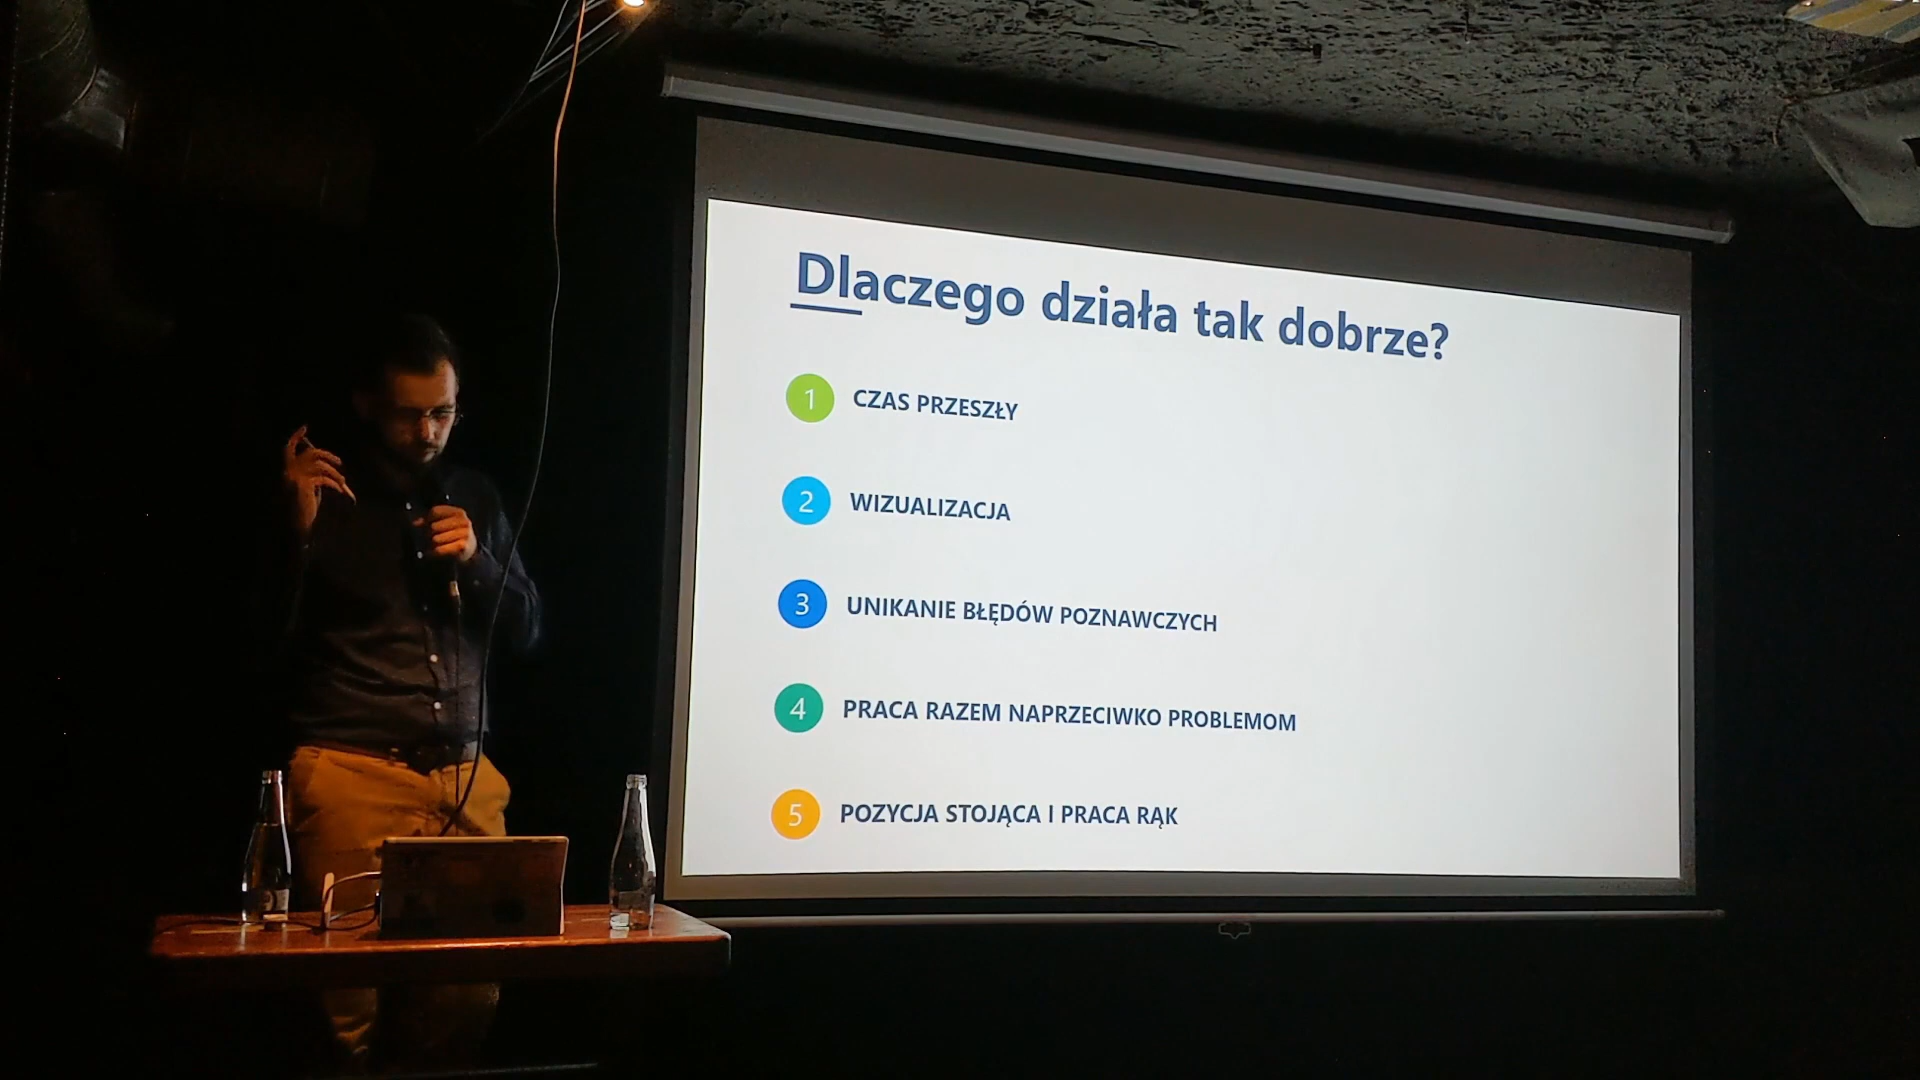 Dlaczego działa tak dobrze?
1 CZAS PRZESZŁY
2 WIZUALIZACJA
3 UNIKANIE BŁĘDÓW POZNAWCZYCH
4 PRACA RAZEM NAPRZECIWKO PROBLEMOM
5 POZYCJA STOJĄCA I PRACA RĄK